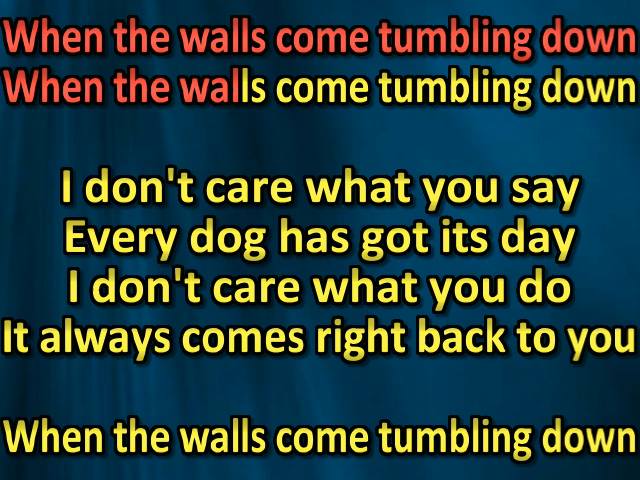 When the walls come tumbling down
When the walls come tumbling down
I don't care what you say
Every dog has got its day
I don't care what you do
It always comes right back to you
When the walls come tumbling down